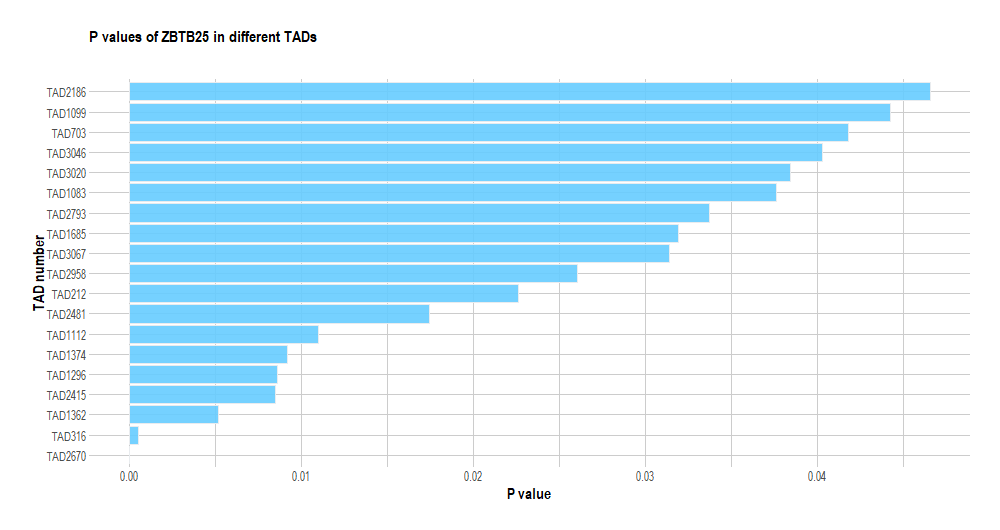 P values of ZBTB25 in different TADs
TAD number
TAD2186
TAD1099
TAD703
TAD3046
TAD3020
TAD1083
TAD2793
TAD1685
TAD3067
TAD2958
TAD212
TAD2481
TAD1112
TAD1374
TAD1296
TAD2415
TAD1362
TAD316
TAD2670
0.00 0.01 0.02 0.03 0.04
P value